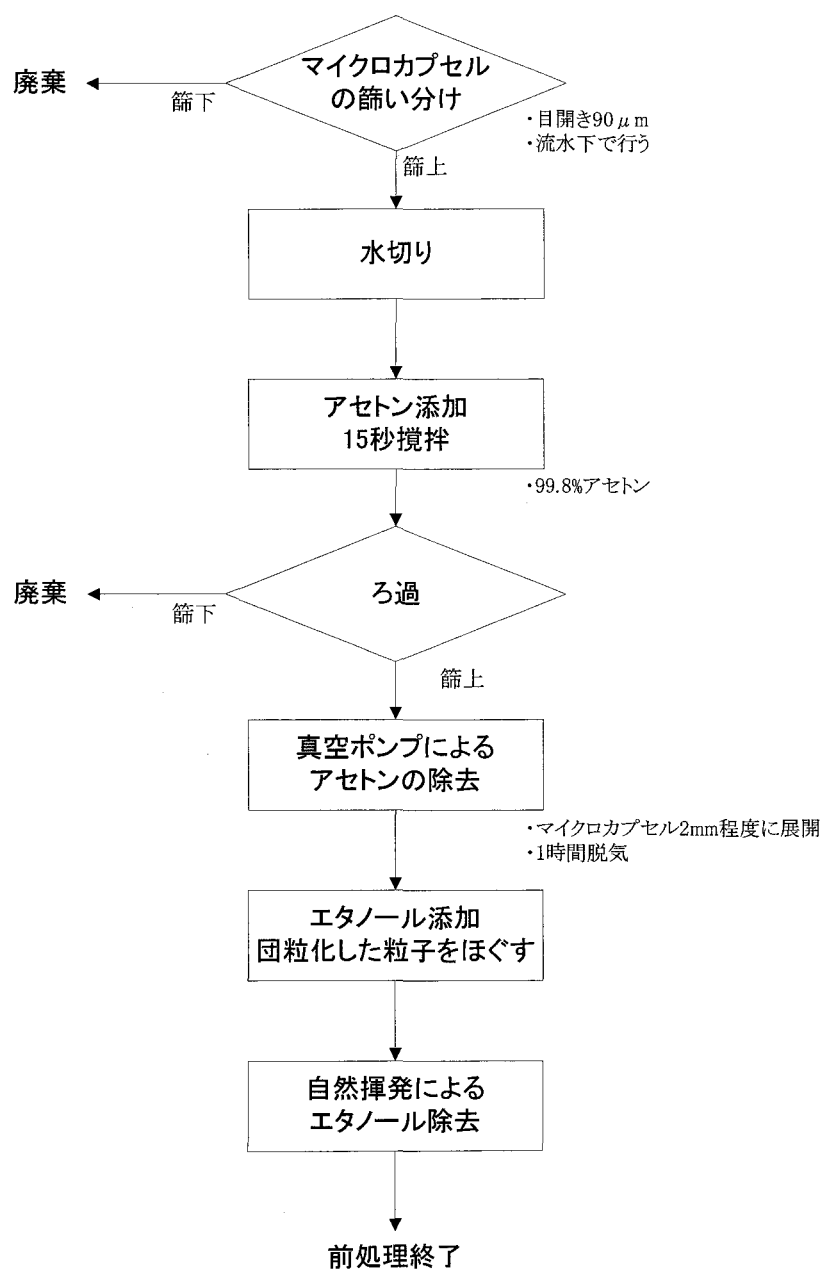 マイクロカプセル
の篩い分け
廃棄
篩下
・目開き90μm
・流水下で行う
篩上
水切り
アセトン添加
15秒撹拌
・99.8%アセトン
ろ過
廃棄
篩下
篩上
真空ポンプによる
アセトンの除去
・マイクロカプセル2mm程度に展開
・1時間脱気
エタノール添加
団粒化した粒子をほぐす
自然揮発による
エタノール除去
前処理終了